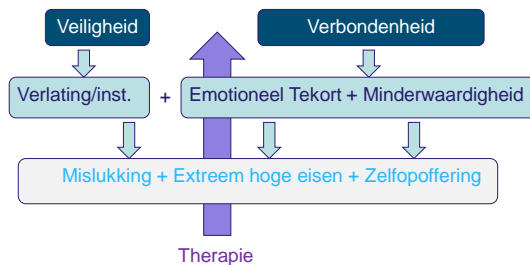 Veiligheid
Verbondenheid
Verlating/inst.
+
Emotioneel Tekort + Minderwaardigheid
Mislukking + Extreem hoge eisen + Zelfopoffering
Therapie